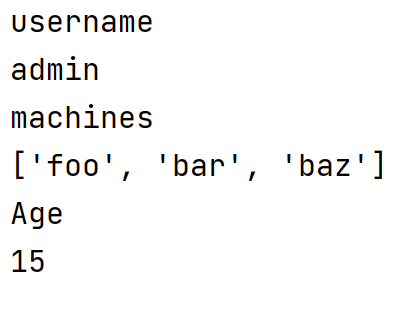 username
admin
machines
['foo', 'bar', 'baz']
Age
15